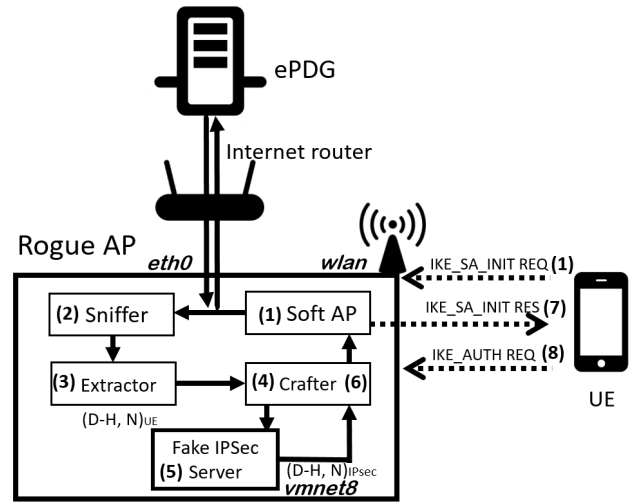 ePDG
Internet router
Rogue AP
eth0
wlan
IKE_SA_INIT REQ (1)
(2) Sniffer
(1) Soft AP
IKE_SA_INIT RES (7)
(3) Extractor
(4) Crafter (6)
IKE_AUTH REQ (8)
UE
(D-H, N)UE
Fake IPSec
(5) Server
(D-H, N)IPsec
vmnet8